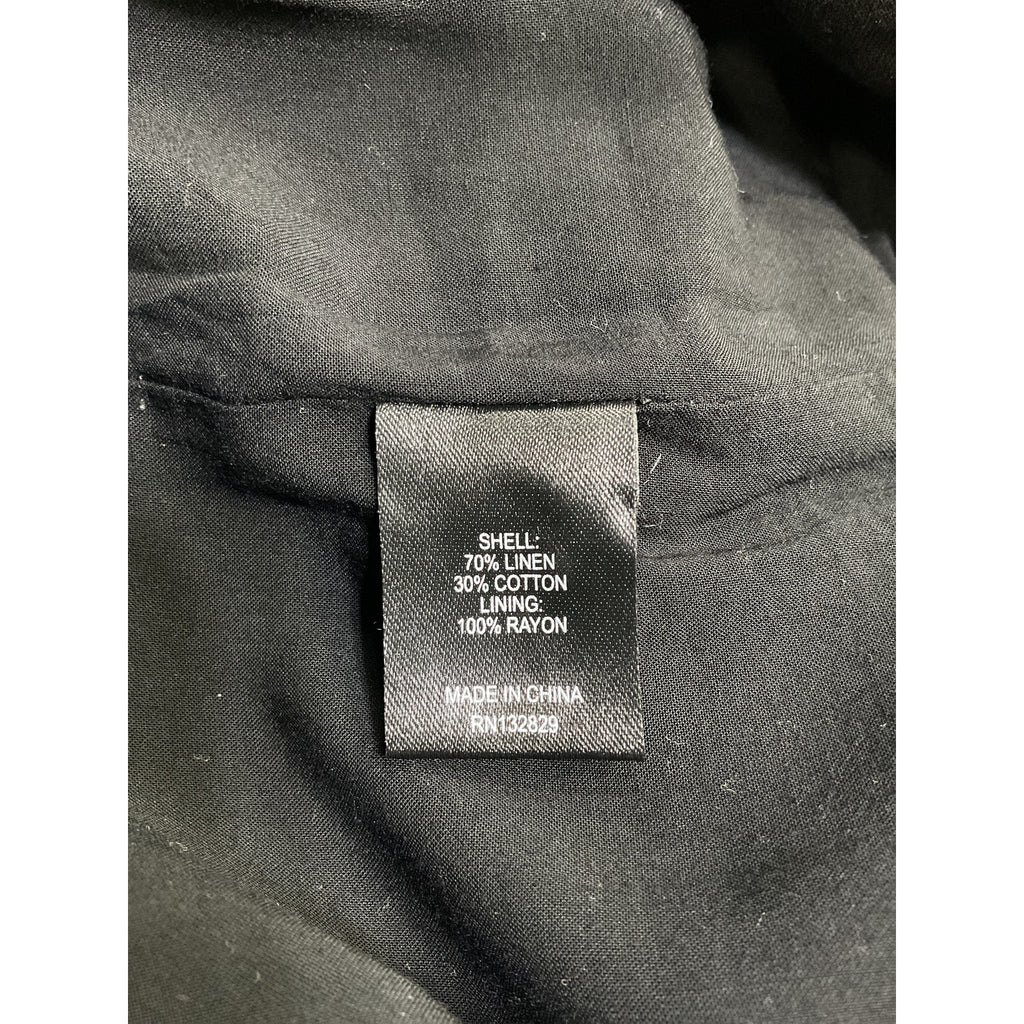 SHELL:
70% LINEN
30% COTTON
LINING:
100% RAYON
MADE IN CHINA
RN132829